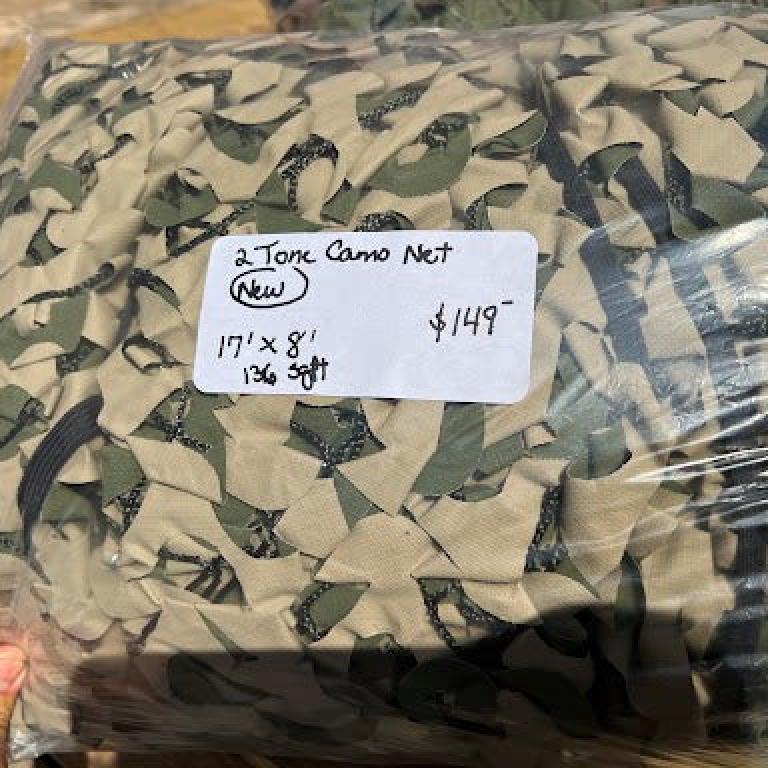 2 Tone Camo Net
New
$149-
17' x 8'
136 sqft